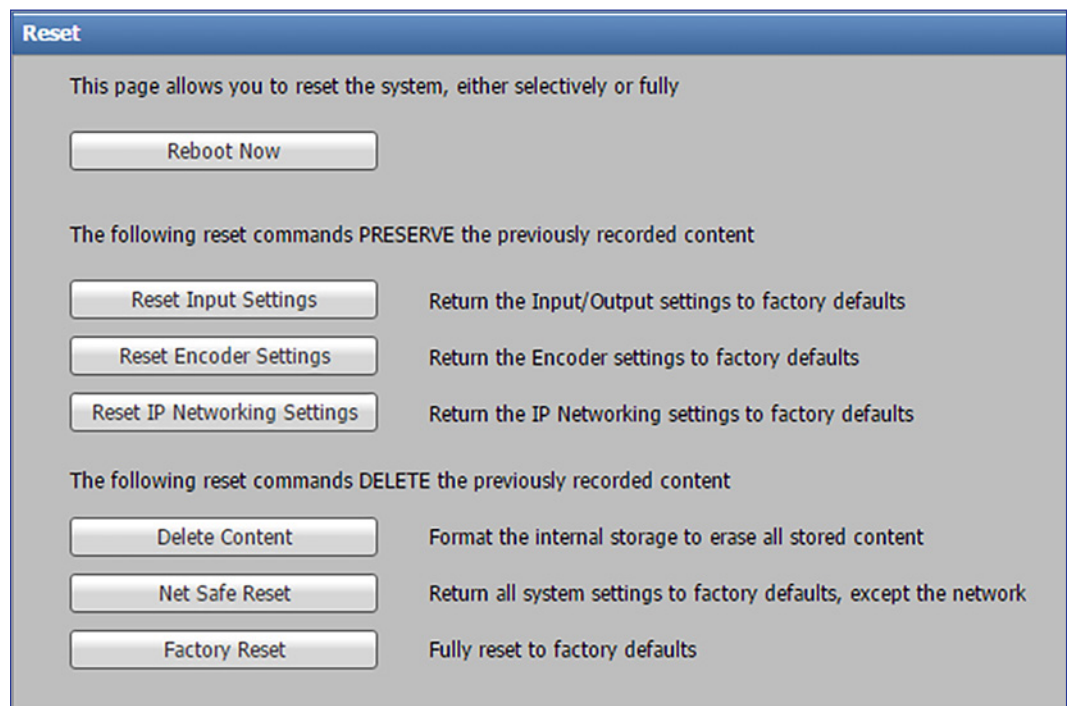 Reset
This page allows you to reset the system, either selectively or fully
Reboot Now
The following reset commands PRESERVE the previously recorded content
Reset Input Settings Return the Input/Output settings to factory defaults
Reset Encoder Settings Return the Encoder settings to factory defaults
Reset IP Networking Settings Return the IP Networking settings to factory defaults
The following reset commands DELETE the previously recorded content
Delete Content Format the internal storage to erase all stored content
Net Safe Reset Return all system settings to factory defaults, except the network
Factory Reset Fully reset to factory defaults